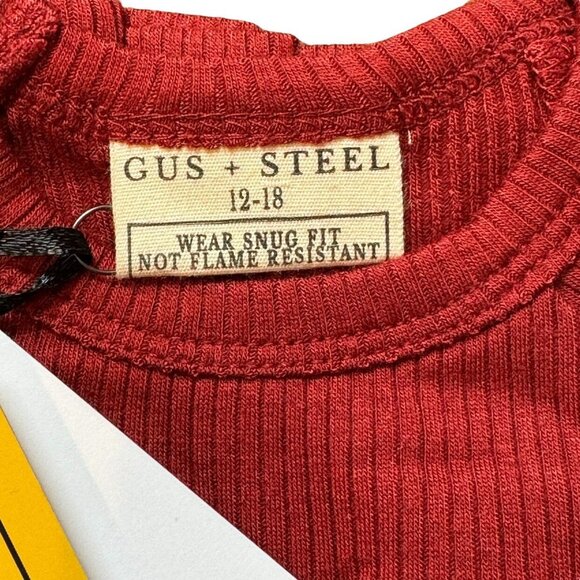 GUS + STEEL
12-18
WEAR SNUG FIT
NOT FLAME RESISTANT